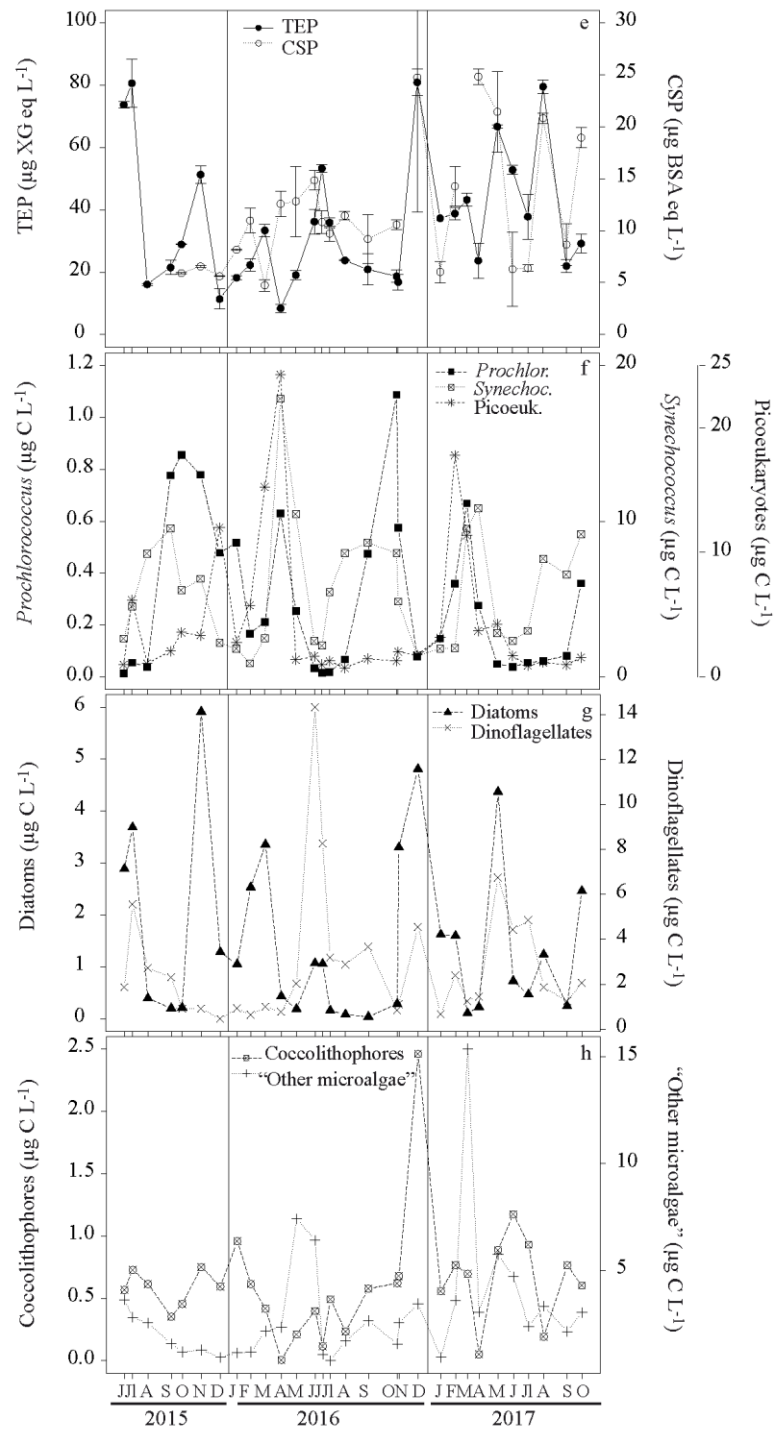 e
TEP
CSP
TEP (µg XG eq L-1)
100
80
60
40
20
0
CSP (µg BSA eq L-1)
30
25
20
15
10
5
0
f
Prochlor.
Synechoc.
Picoeuk.
Prochlorococcus (µg C L-1)
1.2
1.0
0.8
0.6
0.4
0.2
0.0
Synechococcus (µg C L-1)
20
10
0
Picoeukaryotes (µg C L-1)
25
20
10
0
g
Diatoms
Dinoflagellates
Diatoms (µg C L-1)
6
5
4
3
2
1
0
Dinoflagellates (µg C L-1)
14
12
10
8
6
4
2
0
h
Coccolithophores
“Other microalgae”
Coccolithophores (µg C L-1)
2.5
2.0
1.5
1.0
0.5
0.0
“Other microalgae” (µg C L-1)
15
10
5
J Jl A S O N D J F M A M J Jl Jl A S O N D J F M A M J Jl A S O
2015 2016 2017